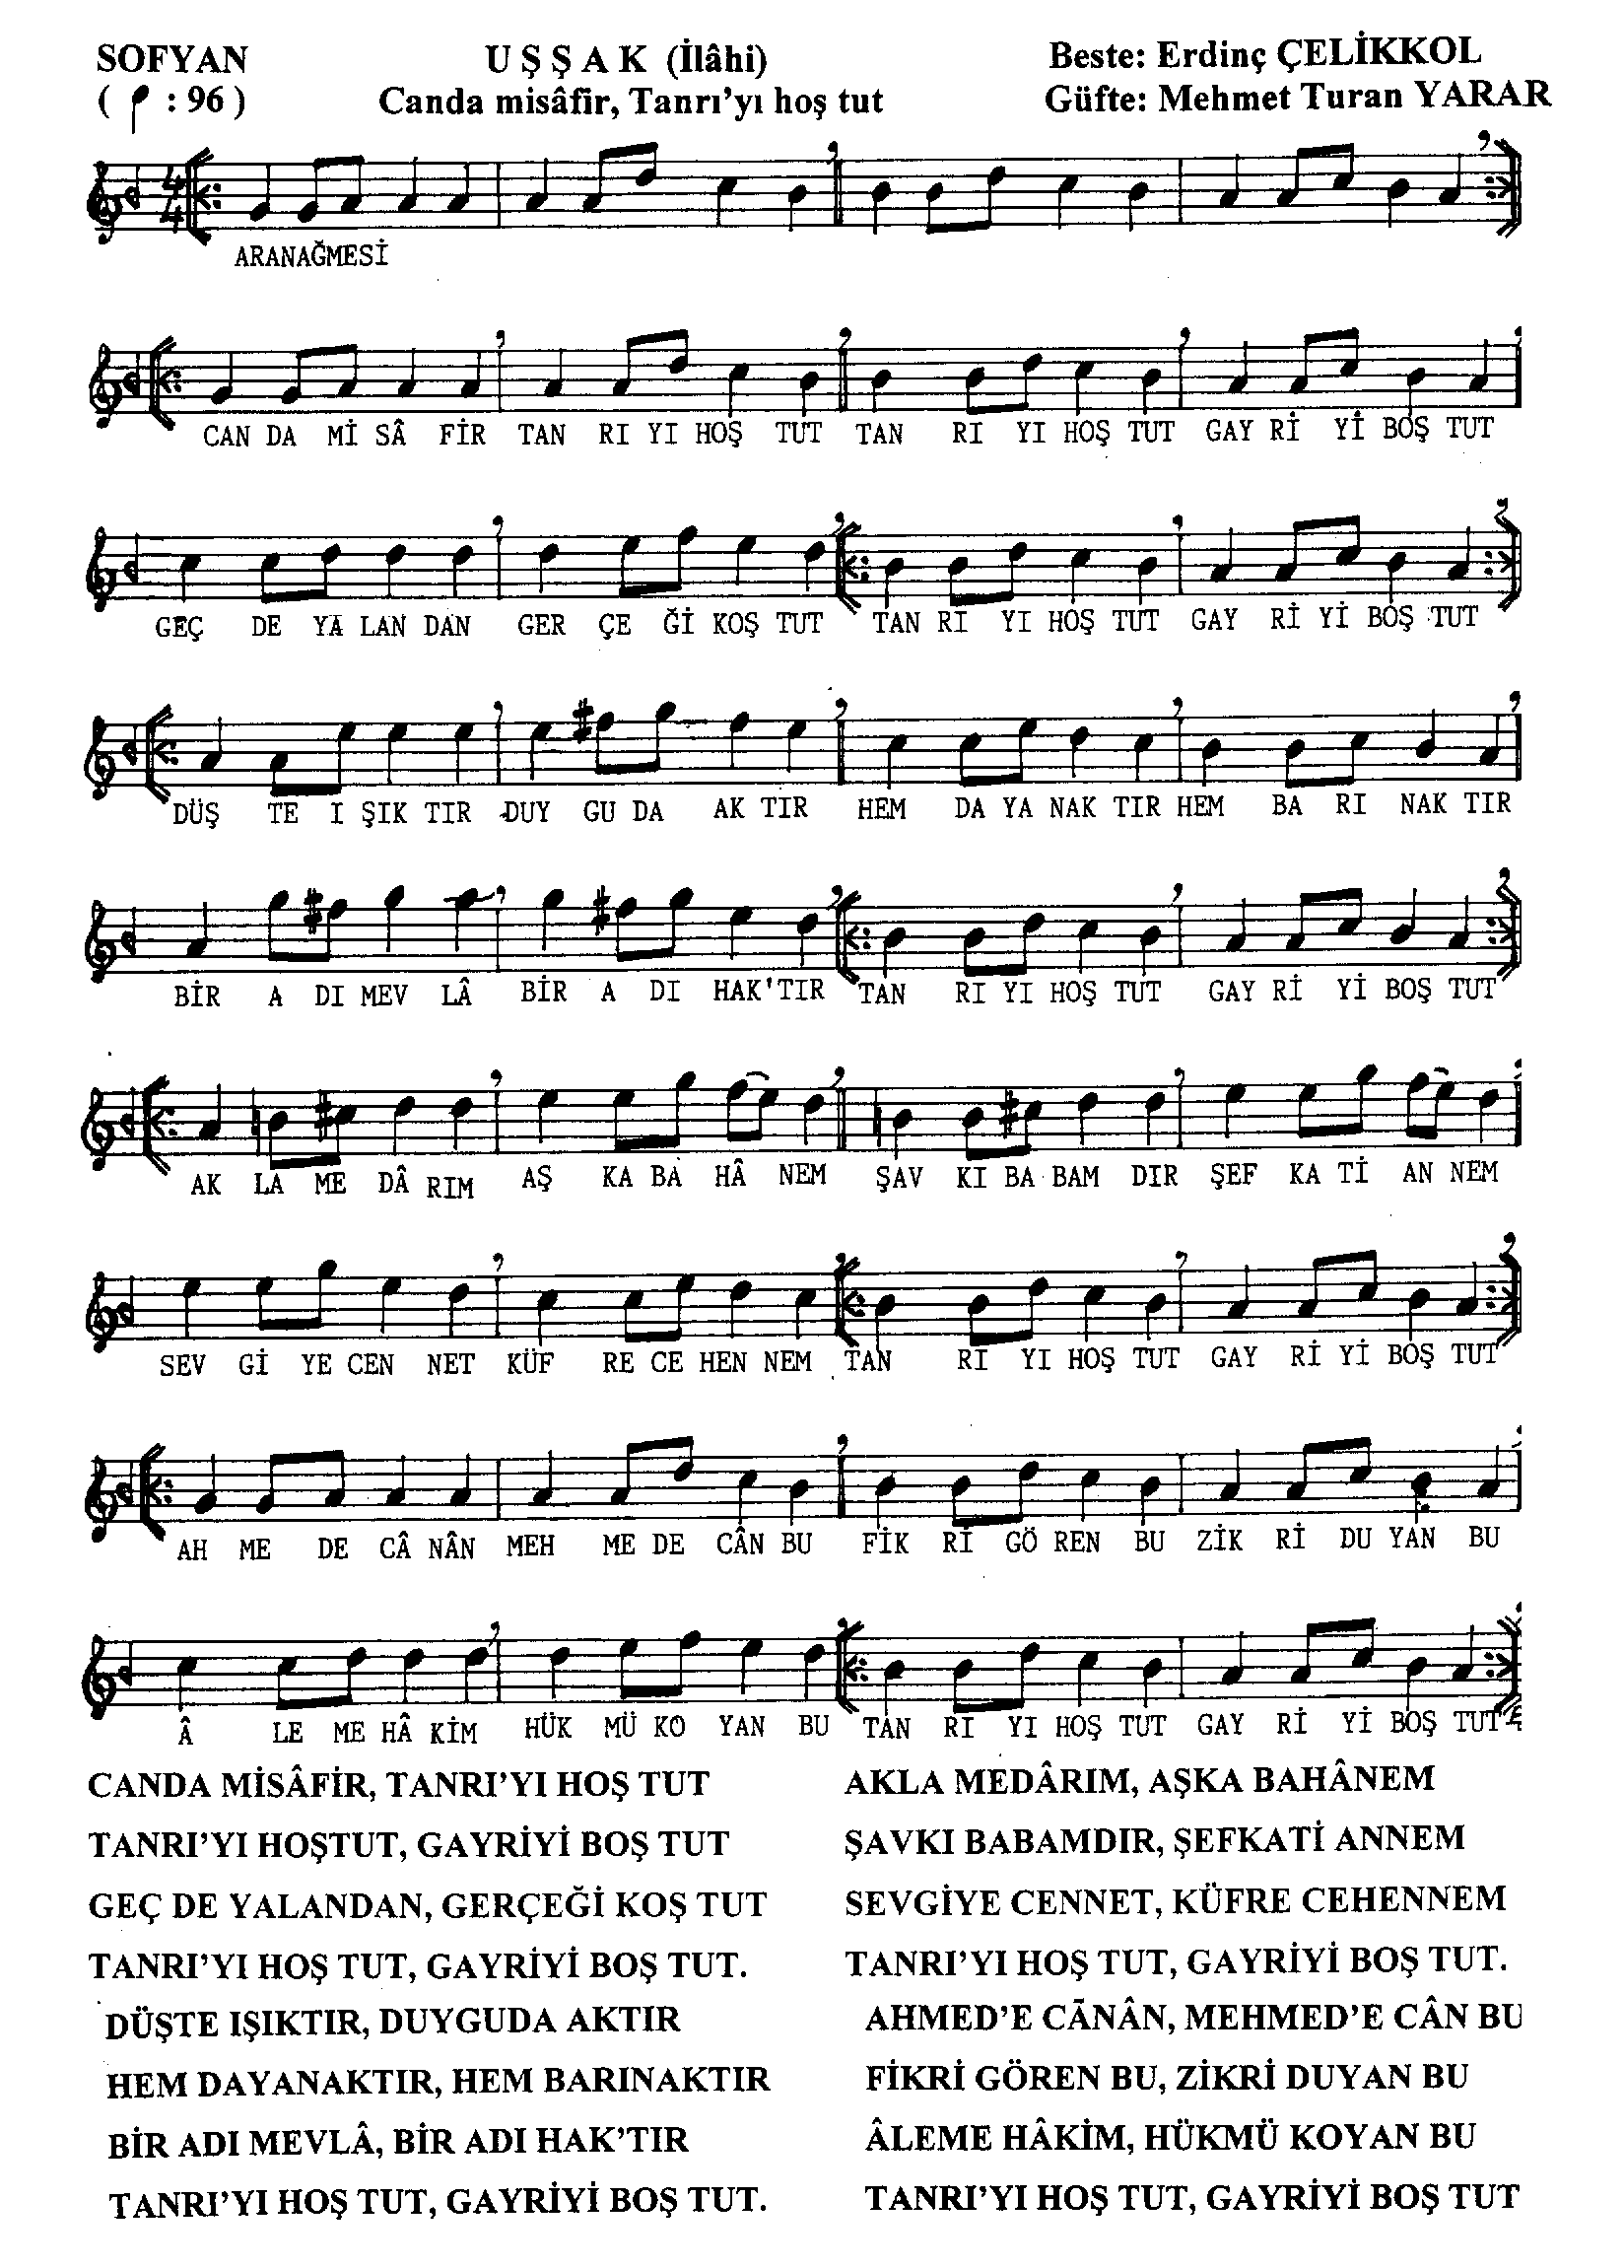 SOFYAN
( : 96 )
U Ş Ş A K (İlâhi)
Canda misâfir, Tanrı'yı hoş tut
Beste: Erdinç ÇELİKKOL
Güfte: Mehmet Turan YARAR
4
4
ARANAĞMESİ
CAN DA Mİ SÂ FİR TAN RI YI HOŞ TUT TAN RI YI HOŞ TUT GAY Rİ Yİ BOŞ TUT
GEÇ DE YA LAN DAN GER ÇE Ğİ KOŞ TUT TAN RI YI HOŞ TUT GAY Rİ Yİ BOŞ TUT
DÜŞ TE I ŞIK TIR DUY GU DA AK TIR HEM DA YA NAK TIR HEM BA RI NAK TIR
BİR A DI MEV LÂ BİR A DI HAK'TIR TAN RI YI HOŞ TUT GAY Rİ Yİ BOŞ TUT
AK LA ME DÂ RIM AŞ KA BA HÂ NEM ŞAV KI BA BAM DIR ŞEF KA Tİ AN NEM
SEV Gİ YE CEN NET KÜF RE CE HEN NEM TAN RI YI HOŞ TUT GAY Rİ Yİ BOŞ TUT
AH ME DE CÂ NÂN MEH ME DE CÂN BU FİK Rİ GÖ REN BU ZİK Rİ DU YAN BU
Â LE ME HÂ KİM HÜK MÜ KO YAN BU TAN RI YI HOŞ TUT GAY Rİ Yİ BOŞ TUT
CANDA MİSÂFİR, TANRI'YI HOŞ TUT
TANRI'YI HOŞTUT, GAYRİYİ BOŞ TUT
GEÇ DE YALANDAN, GERÇEĞİ KOŞ TUT
TANRI'YI HOŞ TUT, GAYRİYİ BOŞ TUT.
DÜŞTE IŞIKTIR, DUYGUDA AKTIR
HEM DAYANAKTIR, HEM BARINAKTIR
BİR ADI MEVLÂ, BİR ADI HAK'TIR
TANRI'YI HOŞ TUT, GAYRİYİ BOŞ TUT.
AKLA MEDÂRIM, AŞKA BAHÂNEM
ŞAVKI BABAMDIR, ŞEFKATİ ANNEM
SEVGİYE CENNET, KÜFRE CEHENNEM
TANRI'YI HOŞ TUT, GAYRİYİ BOŞ TUT.
AHMED'E CÂNÂN, MEHMED'E CÂN BU
FİKRİ GÖREN BU, ZİKRİ DUYAN BU
ÂLEME HÂKİM, HÜKMÜ KOYAN BU
TANRI'YI HOŞ TUT, GAYRİYİ BOŞ TUT